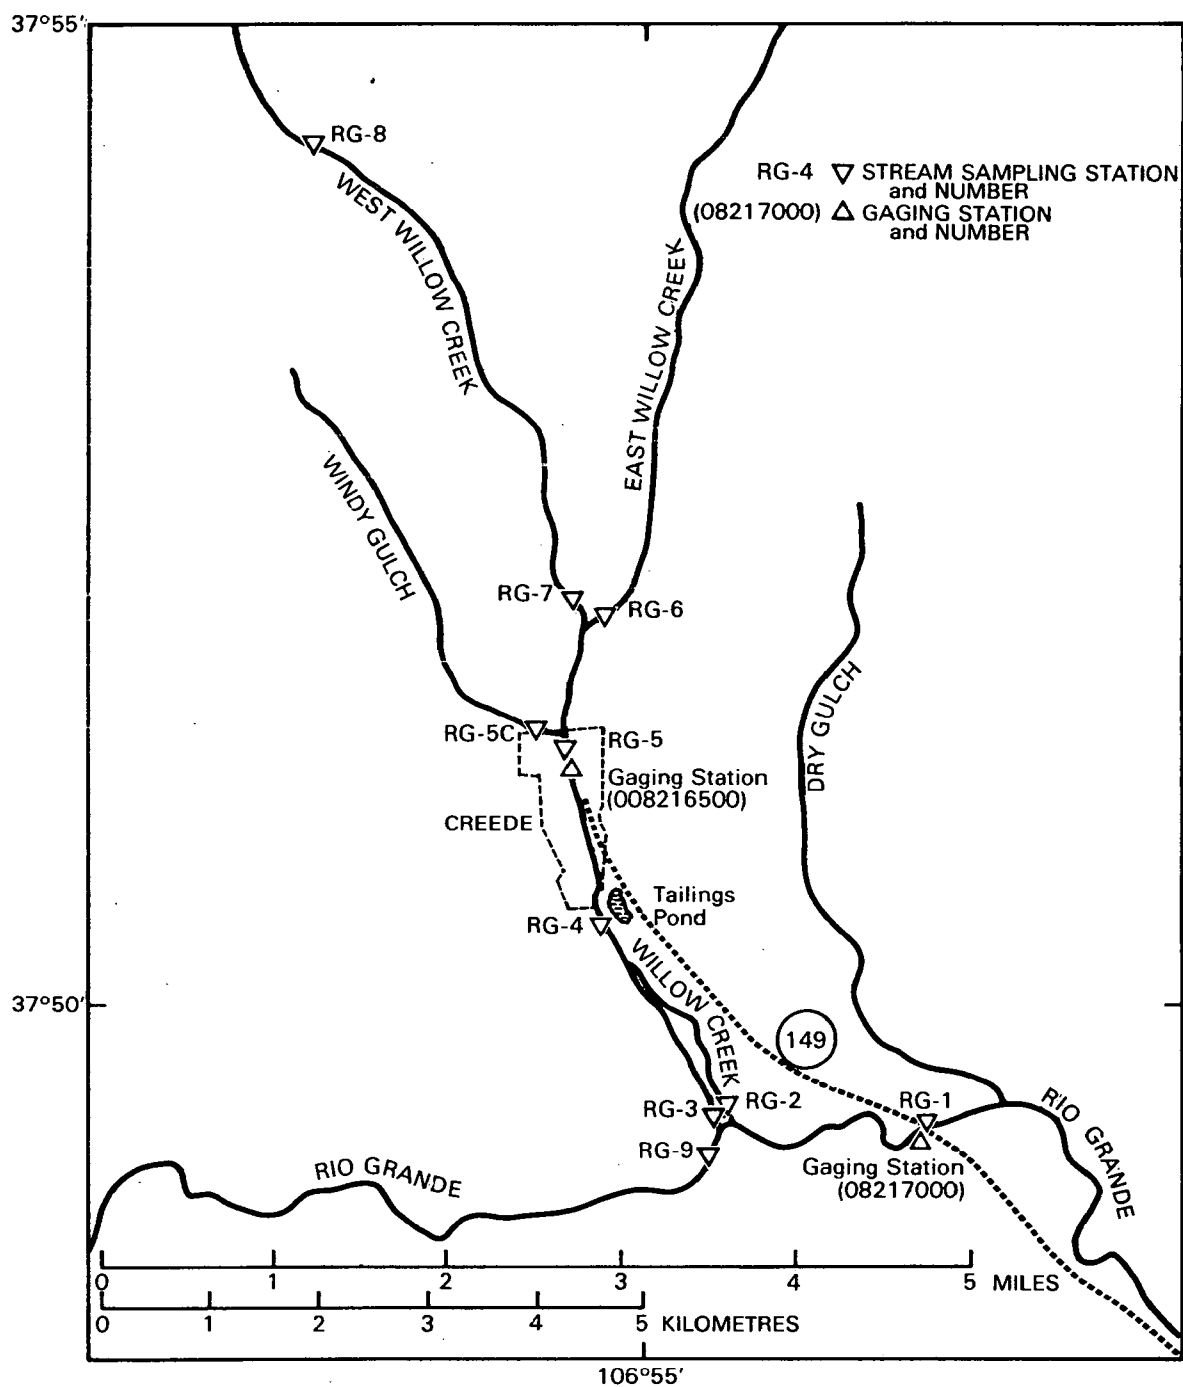 37°55'
RG-8
RG-4 STREAM SAMPLING STATION
and NUMBER
(08217000) GAGING STATION
and NUMBER
WEST WILLOW CREEK
EAST WILLOW CREEK
WINDY GULCH
RG-7
RG-6
DRY GULCH
RG-5C
RG-5
Gaging Station
(008216500)
CREEDE
Tailings
Pond
RG-4
WILLOW CREEK
37°50'
149
RG-3
RG-2
RG-1
RIO GRANDE
RG-9
Gaging Station
(08217000)
RIO GRANDE
0 1 2 3 4 5 MILES
0 1 2 3 4 5 KILOMETRES
106°55'